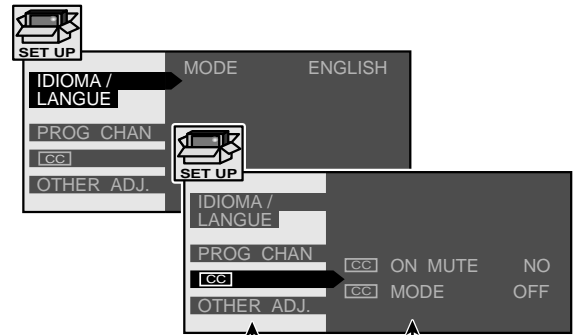 SET UP
IDIOMA /
LANGUE
MODE ENGLISH
PROG CHAN
CC
OTHER ADJ.
SET UP
IDIOMA /
LANGUE
PROG CHAN
CC
OTHER ADJ.
CC ON MUTE NO
CC MODE OFF